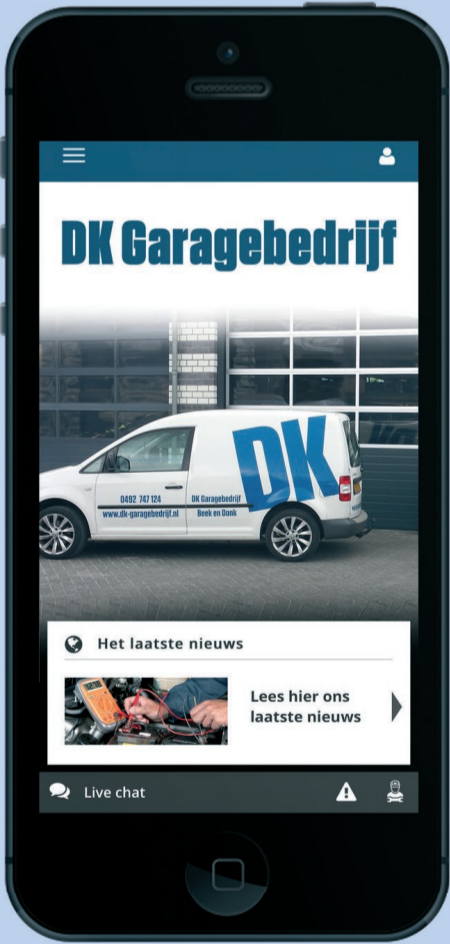 DK Garagebedrijf
DK
0492 747 124
DK Garagebedrijf
www.dk-garagebedrijf.nl
Beek en Donk
Het laatste nieuws
Lees hier ons
laatste nieuws
Live chat